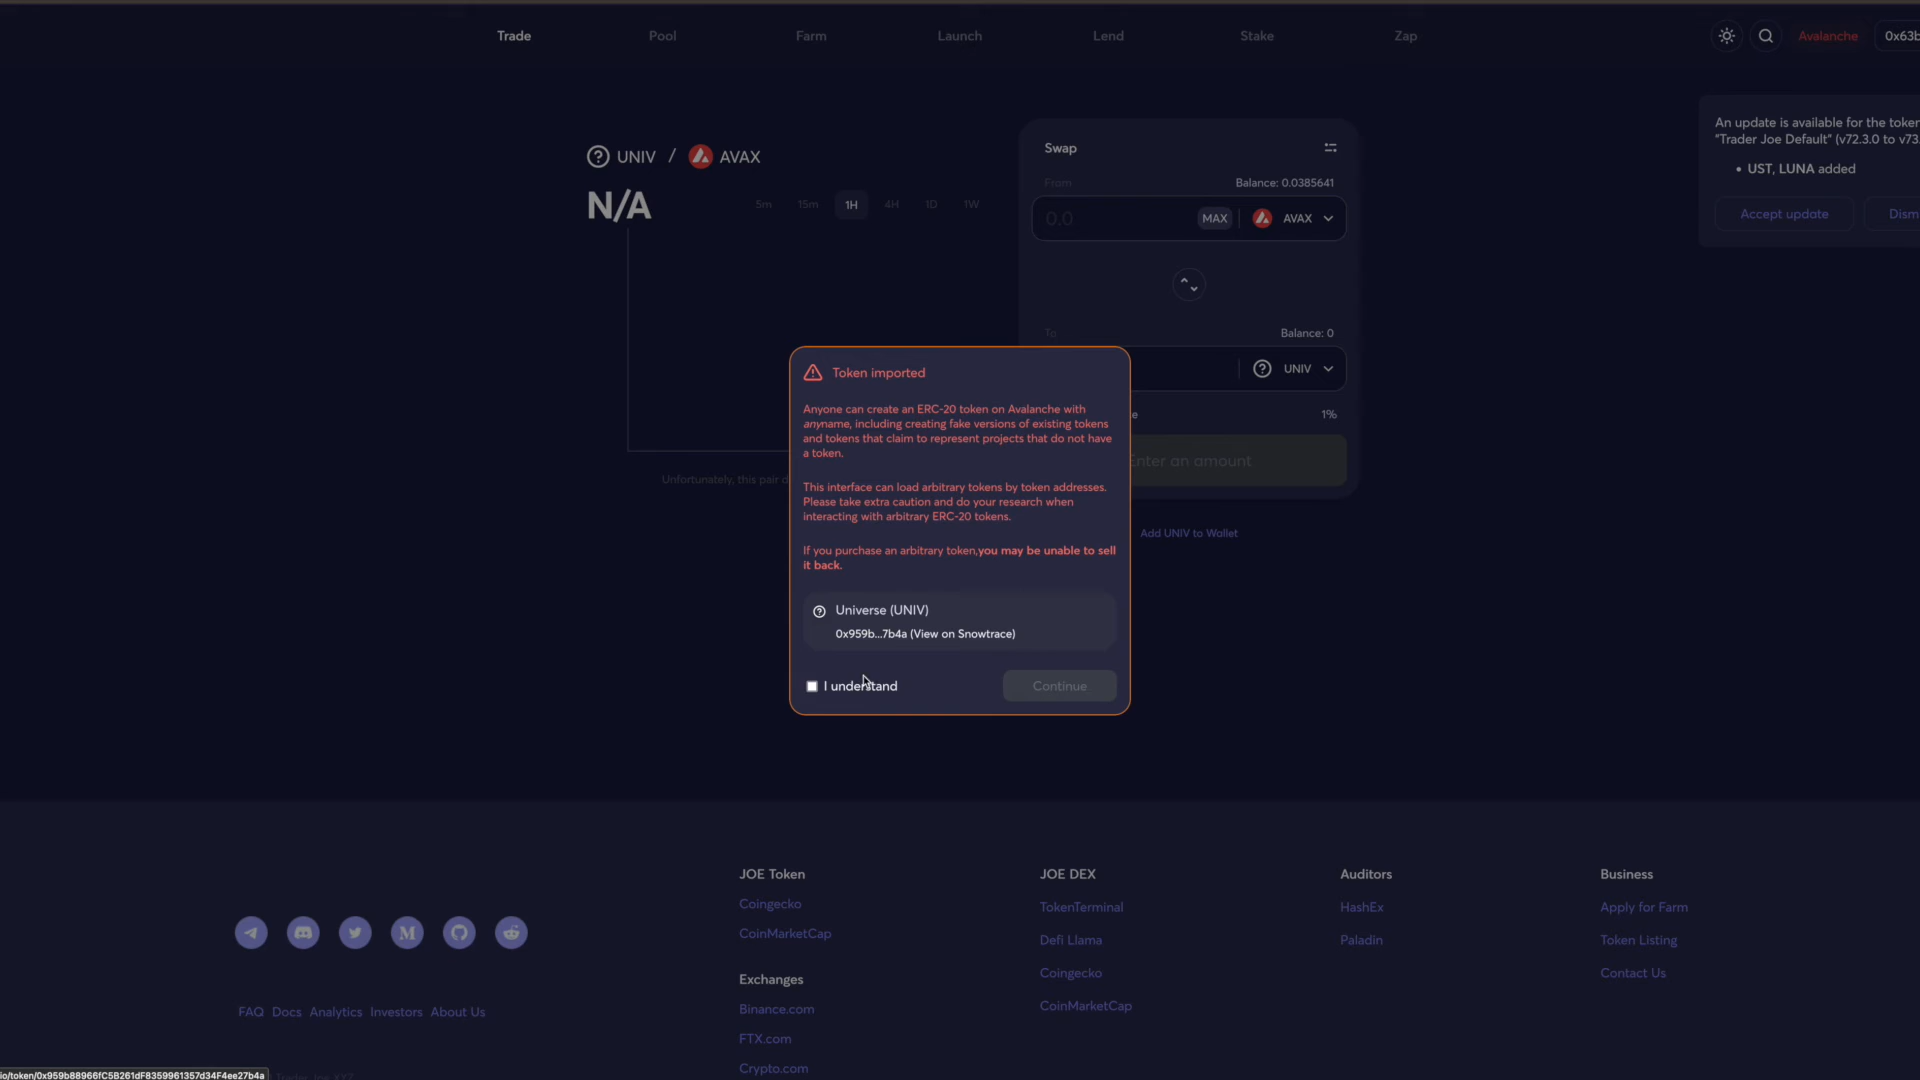 Trade
Pool
Farm
Launch
Lend
Stake
Zap
Avalanche
0x63b
UNIV / AVAX
N/A
5m
15m
1H
4H
1D
1W
Unfortunately, this pair d
Swap
From
Balance: 0.0385641
0.0
MAX
AVAX
To
Balance: 0
UNIV
e
1%
Enter an amount
Add UNIV to Wallet
An update is available for the token
"Trader Joe Default" (v72.3.0 to v73.
• UST, LUNA added
Accept update
Dism
Token imported
Anyone can create an ERC-20 token on Avalanche with
anyname, including creating fake versions of existing tokens
and tokens that claim to represent projects that do not have
a token.
This interface can load arbitrary tokens by token addresses.
Please take extra caution and do your research when
interacting with arbitrary ERC-20 tokens.
If you purchase an arbitrary token,you may be unable to sell
it back.
Universe (UNIV)
0x959b...7b4a (View on Snowtrace)
I understand
Continue
FAQ
Docs
Analytics
Investors
About Us
JOE Token
Coingecko
CoinMarketCap
Exchanges
Binance.com
FTX.com
Crypto.com
JOE DEX
TokenTerminal
Defi Llama
Coingecko
CoinMarketCap
Auditors
HashEx
Paladin
Business
Apply for Farm
Token Listing
Contact Us
io/token/0x959b88966fC5B261dF8359961357d34F4ee27b4a